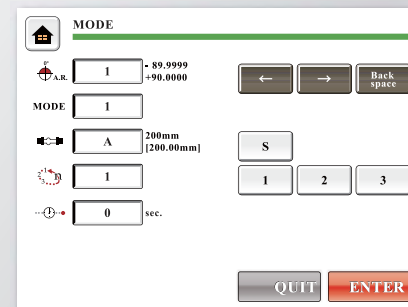 MODE
0°
A.R.
1
- 89.9999
+90.0000
← → Back space
MODE
1
A
200mm
[200.00mm]
S
1 2 3
n
1
0
sec.
QUIT ENTER